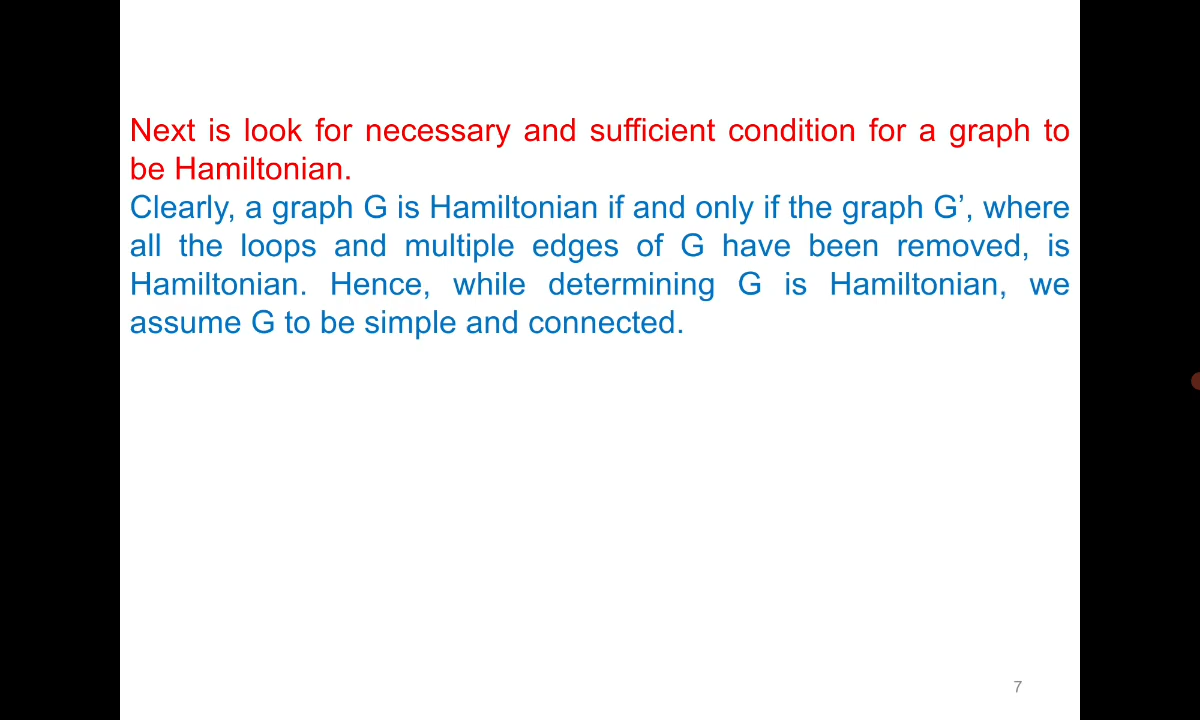 Next is look for necessary and sufficient condition for a graph to
be Hamiltonian.
Clearly, a graph G is Hamiltonian if and only if the graph G’, where
all the loops and multiple edges of G have been removed, is
Hamiltonian. Hence, while determining G is Hamiltonian, we
assume G to be simple and connected.
7